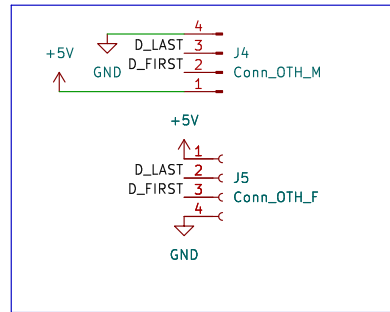 4
+5V
D_LAST 3 J4
GND D_FIRST 2 Conn_OTH_M
1
+5V
1
D_LAST 2 J5
D_FIRST 3 Conn_OTH_F
4
GND